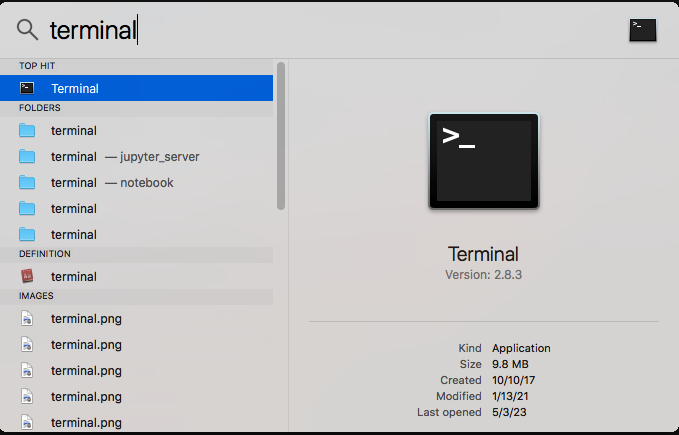 terminal
TOP HIT
Terminal
FOLDERS
terminal
terminal — jupyter_server
terminal — notebook
terminal
terminal
DEFINITION
terminal
IMAGES
terminal.png
terminal.png
terminal.png
terminal.png
terminal.png
>_
Terminal
Version: 2.8.3
Kind Application
Size 9.8 MB
Created 10/10/17
Modified 1/13/21
Last opened 5/3/23